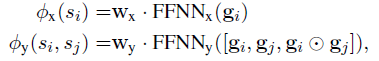 ϕx(si) =wx · FFNNx(gi)
ϕy(si, sj) =wy · FFNNy([gi, gj, gi ⊙ gj]),